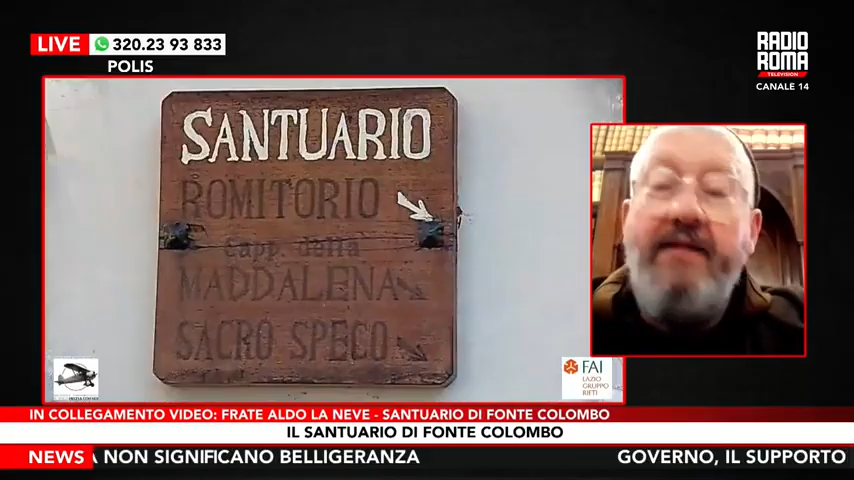 LIVE 320.23 93 833
POLIS
RADIO
ROMA
TELEVISION
CANALE 14
SANTUARIO
ROMITORIO
Capp. della
MADDALENA
SACRO SPECO
FAI
LAZIO
GRUPPO
RIETI
IN COLLEGAMENTO VIDEO: FRATE ALDO LA NEVE - SANTUARIO DI FONTE COLOMBO
IL SANTUARIO DI FONTE COLOMBO
NEWS A NON SIGNIFICANO BELLIGERANZA GOVERNO, IL SUPPORTO